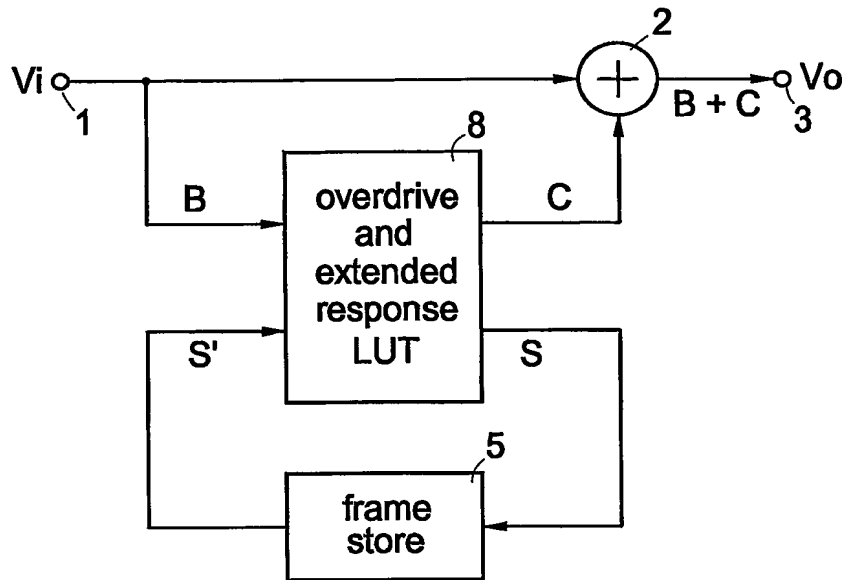 2
Vi
Vo
1
B + C
3
8
B
overdrive
and
extended
response
LUT
C
S'
S
5
frame
store